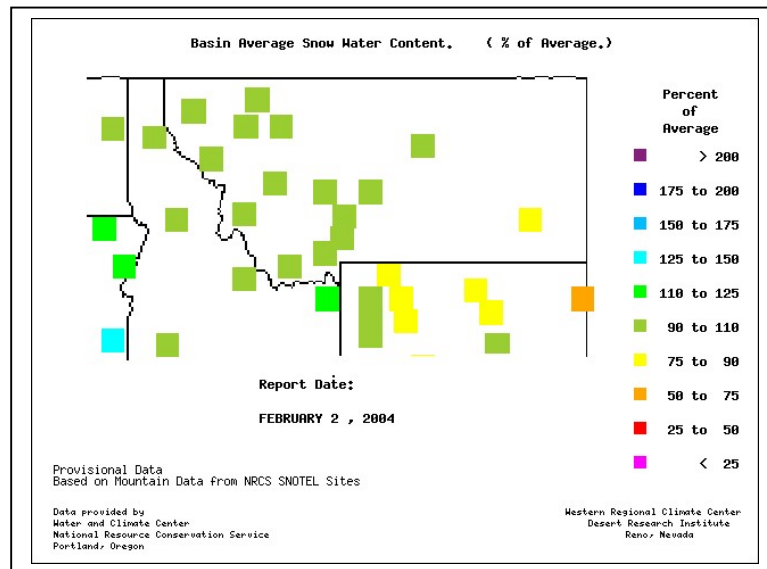 Basin Average Snow Water Content. ( % of Average.)
Percent
of
Average
> 200
175 to 200
150 to 175
125 to 150
110 to 125
90 to 110
75 to 90
50 to 75
25 to 50
< 25
Report Date:
FEBRUARY 2 , 2004
Provisional Data
Based on Mountain Data from NRCS SNOTEL Sites
Data provided by
Water and Climate Center
National Resource Conservation Service
Portland, Oregon
Western Regional Climate Center
Desert Research Institute
Reno, Nevada